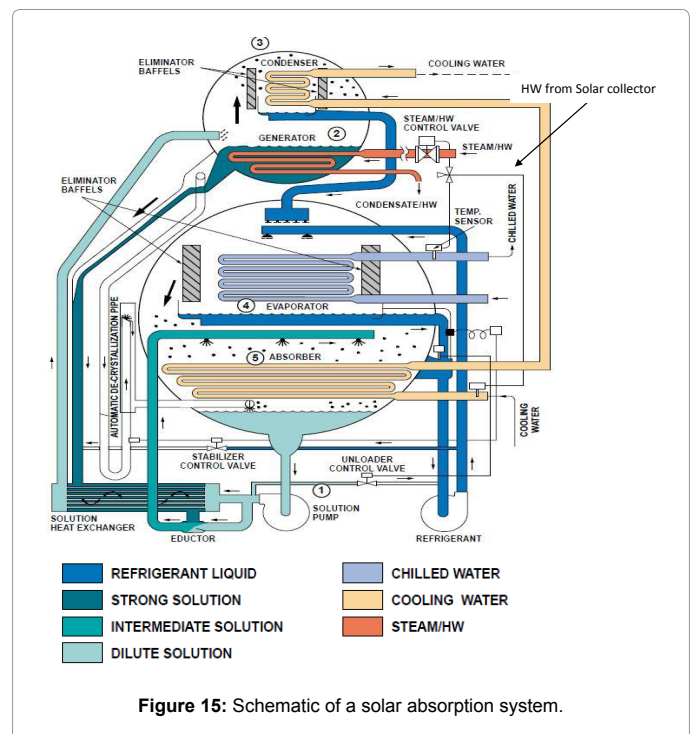 3
ELIMINATOR
BAFFELS
CONDENSER
COOLING WATER
HW from Solar collector
STEAM/HW
CONTROL VALVE
2
GENERATOR
STEAM/HW
ELIMINATOR
BAFFELS
CONDENSATE/HW
TEMP.
SENSOR
CHILLED WATER
4
EVAPORATOR
5
ABSORBER
AUTOMATIC DE-CRYSTALLIZATION PIPE
COOLING
WATER
STABILIZER
CONTROL VALVE
UNLOADER
CONTROL VALVE
1
SOLUTION
HEAT EXCHANGER
EDUCTOR
SOLUTION
PUMP
REFRIGERANT
REFRIGERANT LIQUID
CHILLED WATER
STRONG SOLUTION
COOLING WATER
INTERMEDIATE SOLUTION
STEAM/HW
DILUTE SOLUTION
Figure 15: Schematic of a solar absorption system.